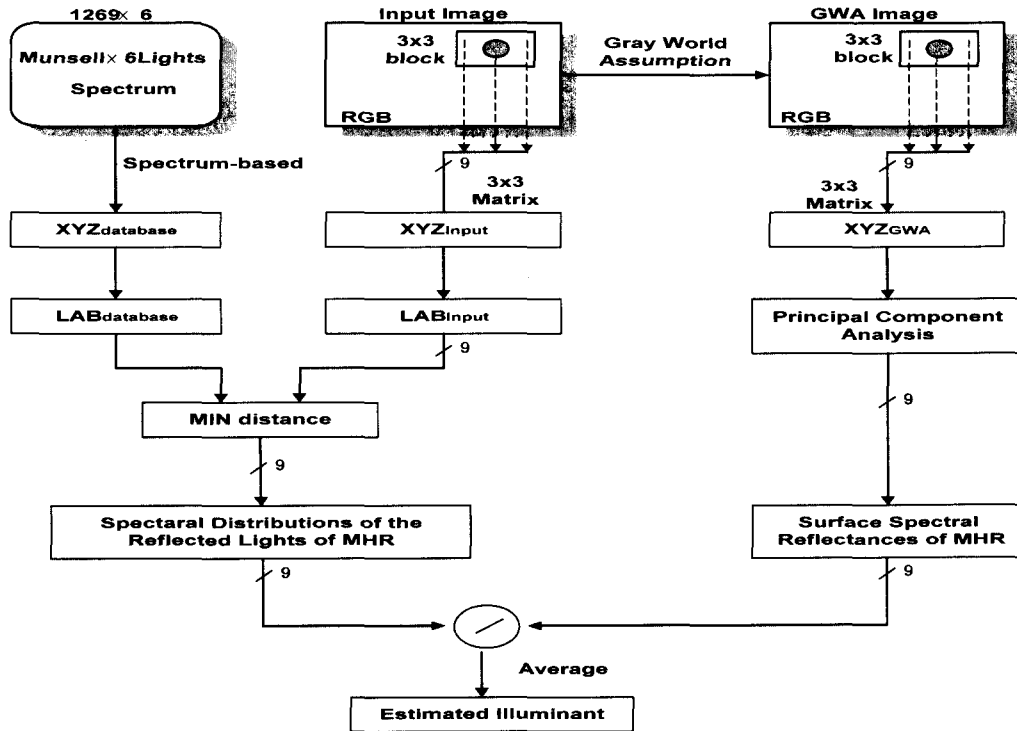 1269× 6
Munsell× 6Lights
Spectrum
Input Image
3x3
block
RGB
Gray World
Assumption
GWA Image
3x3
block
RGB
Spectrum-based
9
3x3
Matrix
9
3x3
Matrix
XYZdatabase
XYZInput
XYZGWA
LABdatabase
LABInput
Principal Component
Analysis
9
MIN distance
9
9
Spectaral Distributions of the
Reflected Lights of MHR
Surface Spectral
Reflectances of MHR
9
9
Average
Estimated Illuminant